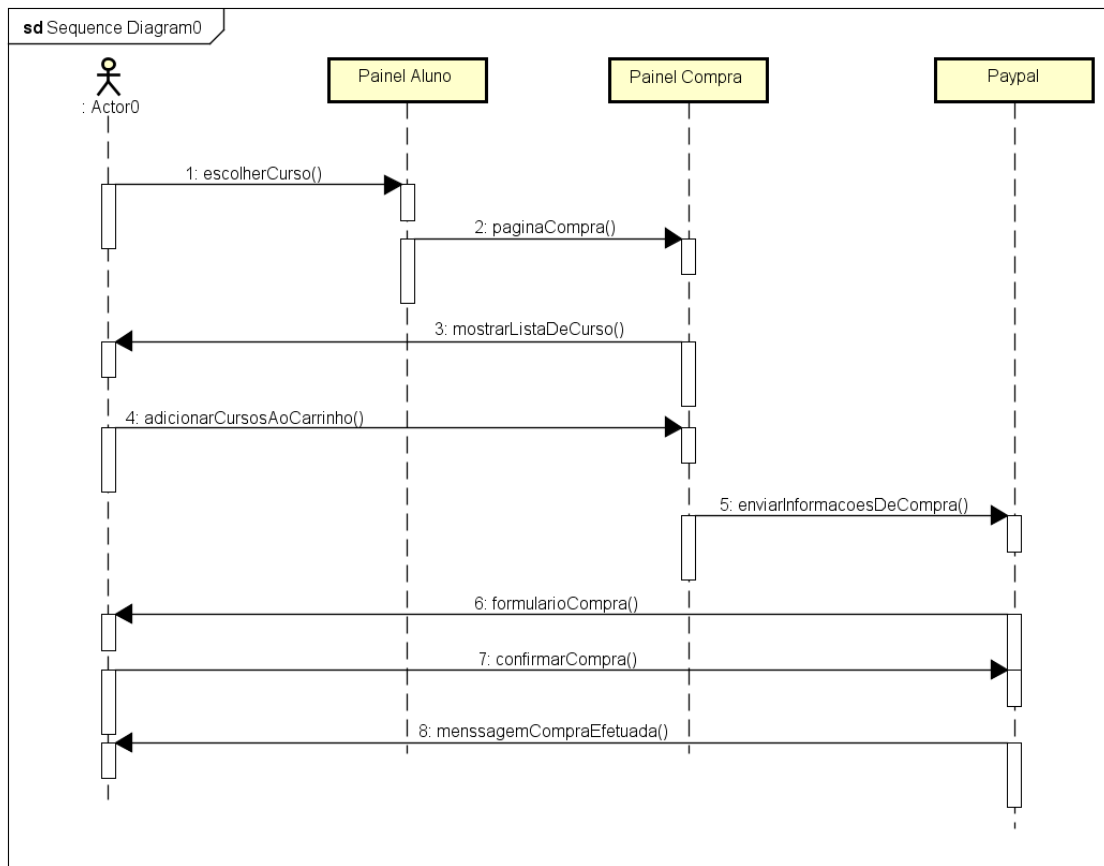 sd Sequence Diagram0
: Actor0
Painel Aluno
Painel Compra
Paypal
1: escolherCurso()
2: paginaCompra()
3: mostrarListaDeCurso()
4: adicionarCursosAoCarrinho()
5: enviarInformacoesDeCompra()
6: formularioCompra()
7: confirmarCompra()
8: menssagemCompraEfetuada()